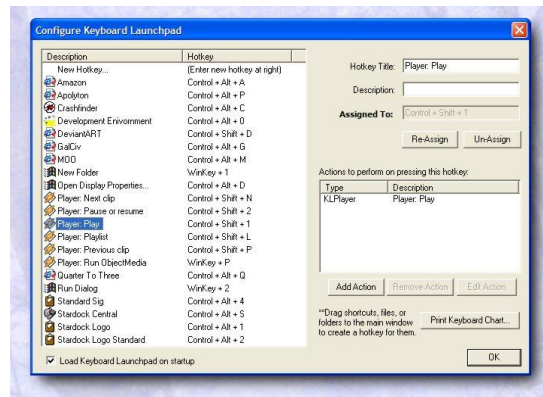 Configure Keyboard Launchpad
Description Hotkey
New Hotkey... (Enter new hotkey at right)
Amazon Control + Alt + A
Apolyton Control + Alt + P
Crashfinder Control + Alt + C
Development Enivornment Control + Alt + 0
DeviantART Control + Shift + D
GalCiv Control + Alt + G
MOO Control + Alt + M
New Folder WinKey + 1
Open Display Properties... Control + Alt + D
Player: Next clip Control + Shift + N
Player: Pause or resume Control + Shift + 2
Player: Play Control + Shift + 1
Player: Playlist Control + Shift + L
Player: Previous clip Control + Shift + P
Player: Run ObjectMedia WinKey + P
Quarter To Three Control + Alt + Q
Run Dialog WinKey + 2
Standard Sig Control + Alt + 4
Stardock Central Control + Alt + S
Stardock Logo Control + Alt + 1
Stardock Logo Standard Control + Alt + 2
Load Keyboard Launchpad on startup
Hotkey Title: Player: Play
Description:
Assigned To: Control + Shift + 1
Re-Assign Un-Assign
Actions to perform on pressing this hotkey:
Type Description
KLPlayer Player: Play
Add Action Remove Action Edit Action
**Drag shortcuts, files, or
folders to the main window
to create a hotkey for them.
Print Keyboard Chart...
OK